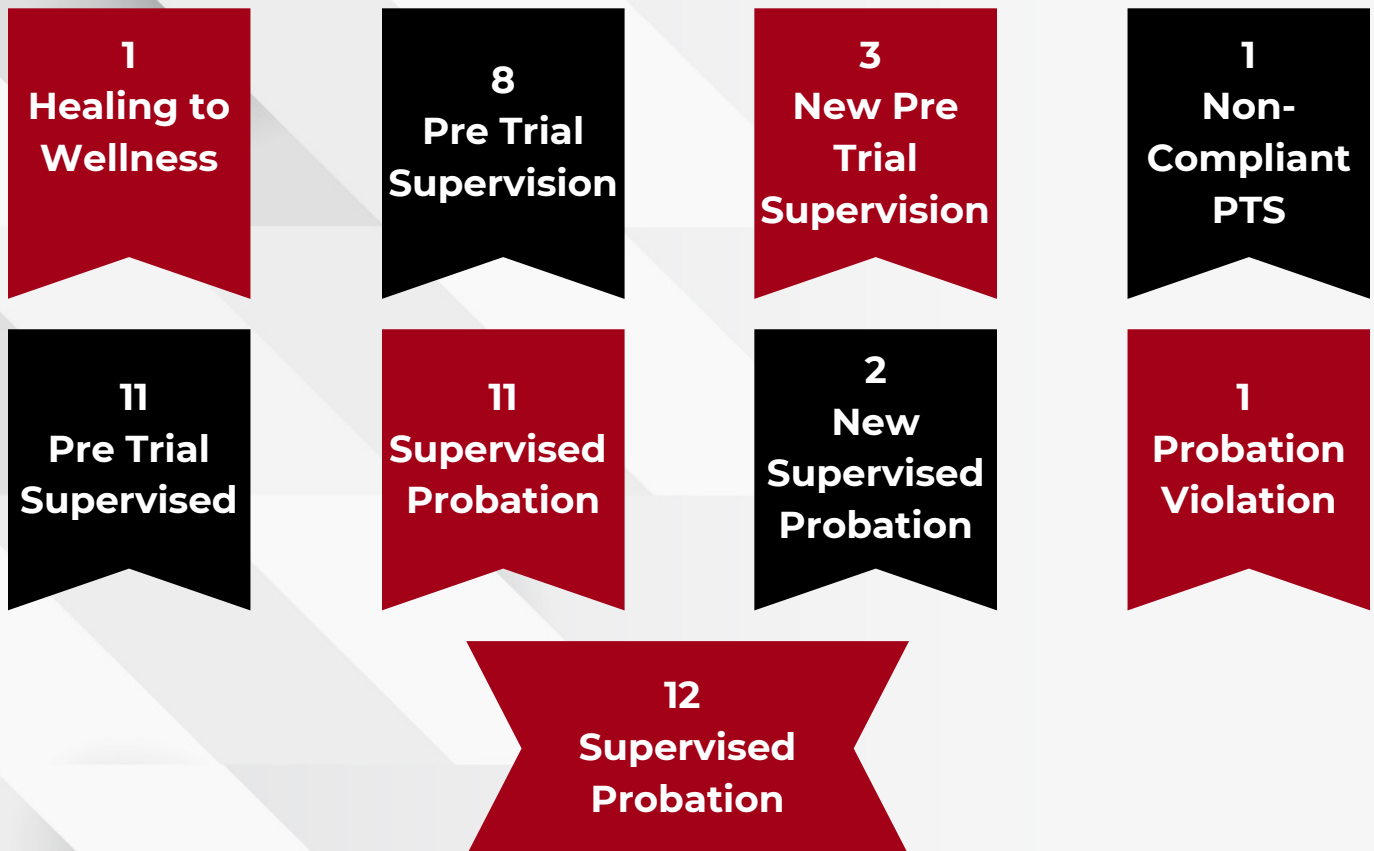 1
Healing to
Wellness
8
Pre Trial
Supervision
3
New Pre
Trial
Supervision
1
Non-
Compliant
PTS
11
Pre Trial
Supervised
11
Supervised
Probation
2
New
Supervised
Probation
1
Probation
Violation
12
Supervised
Probation